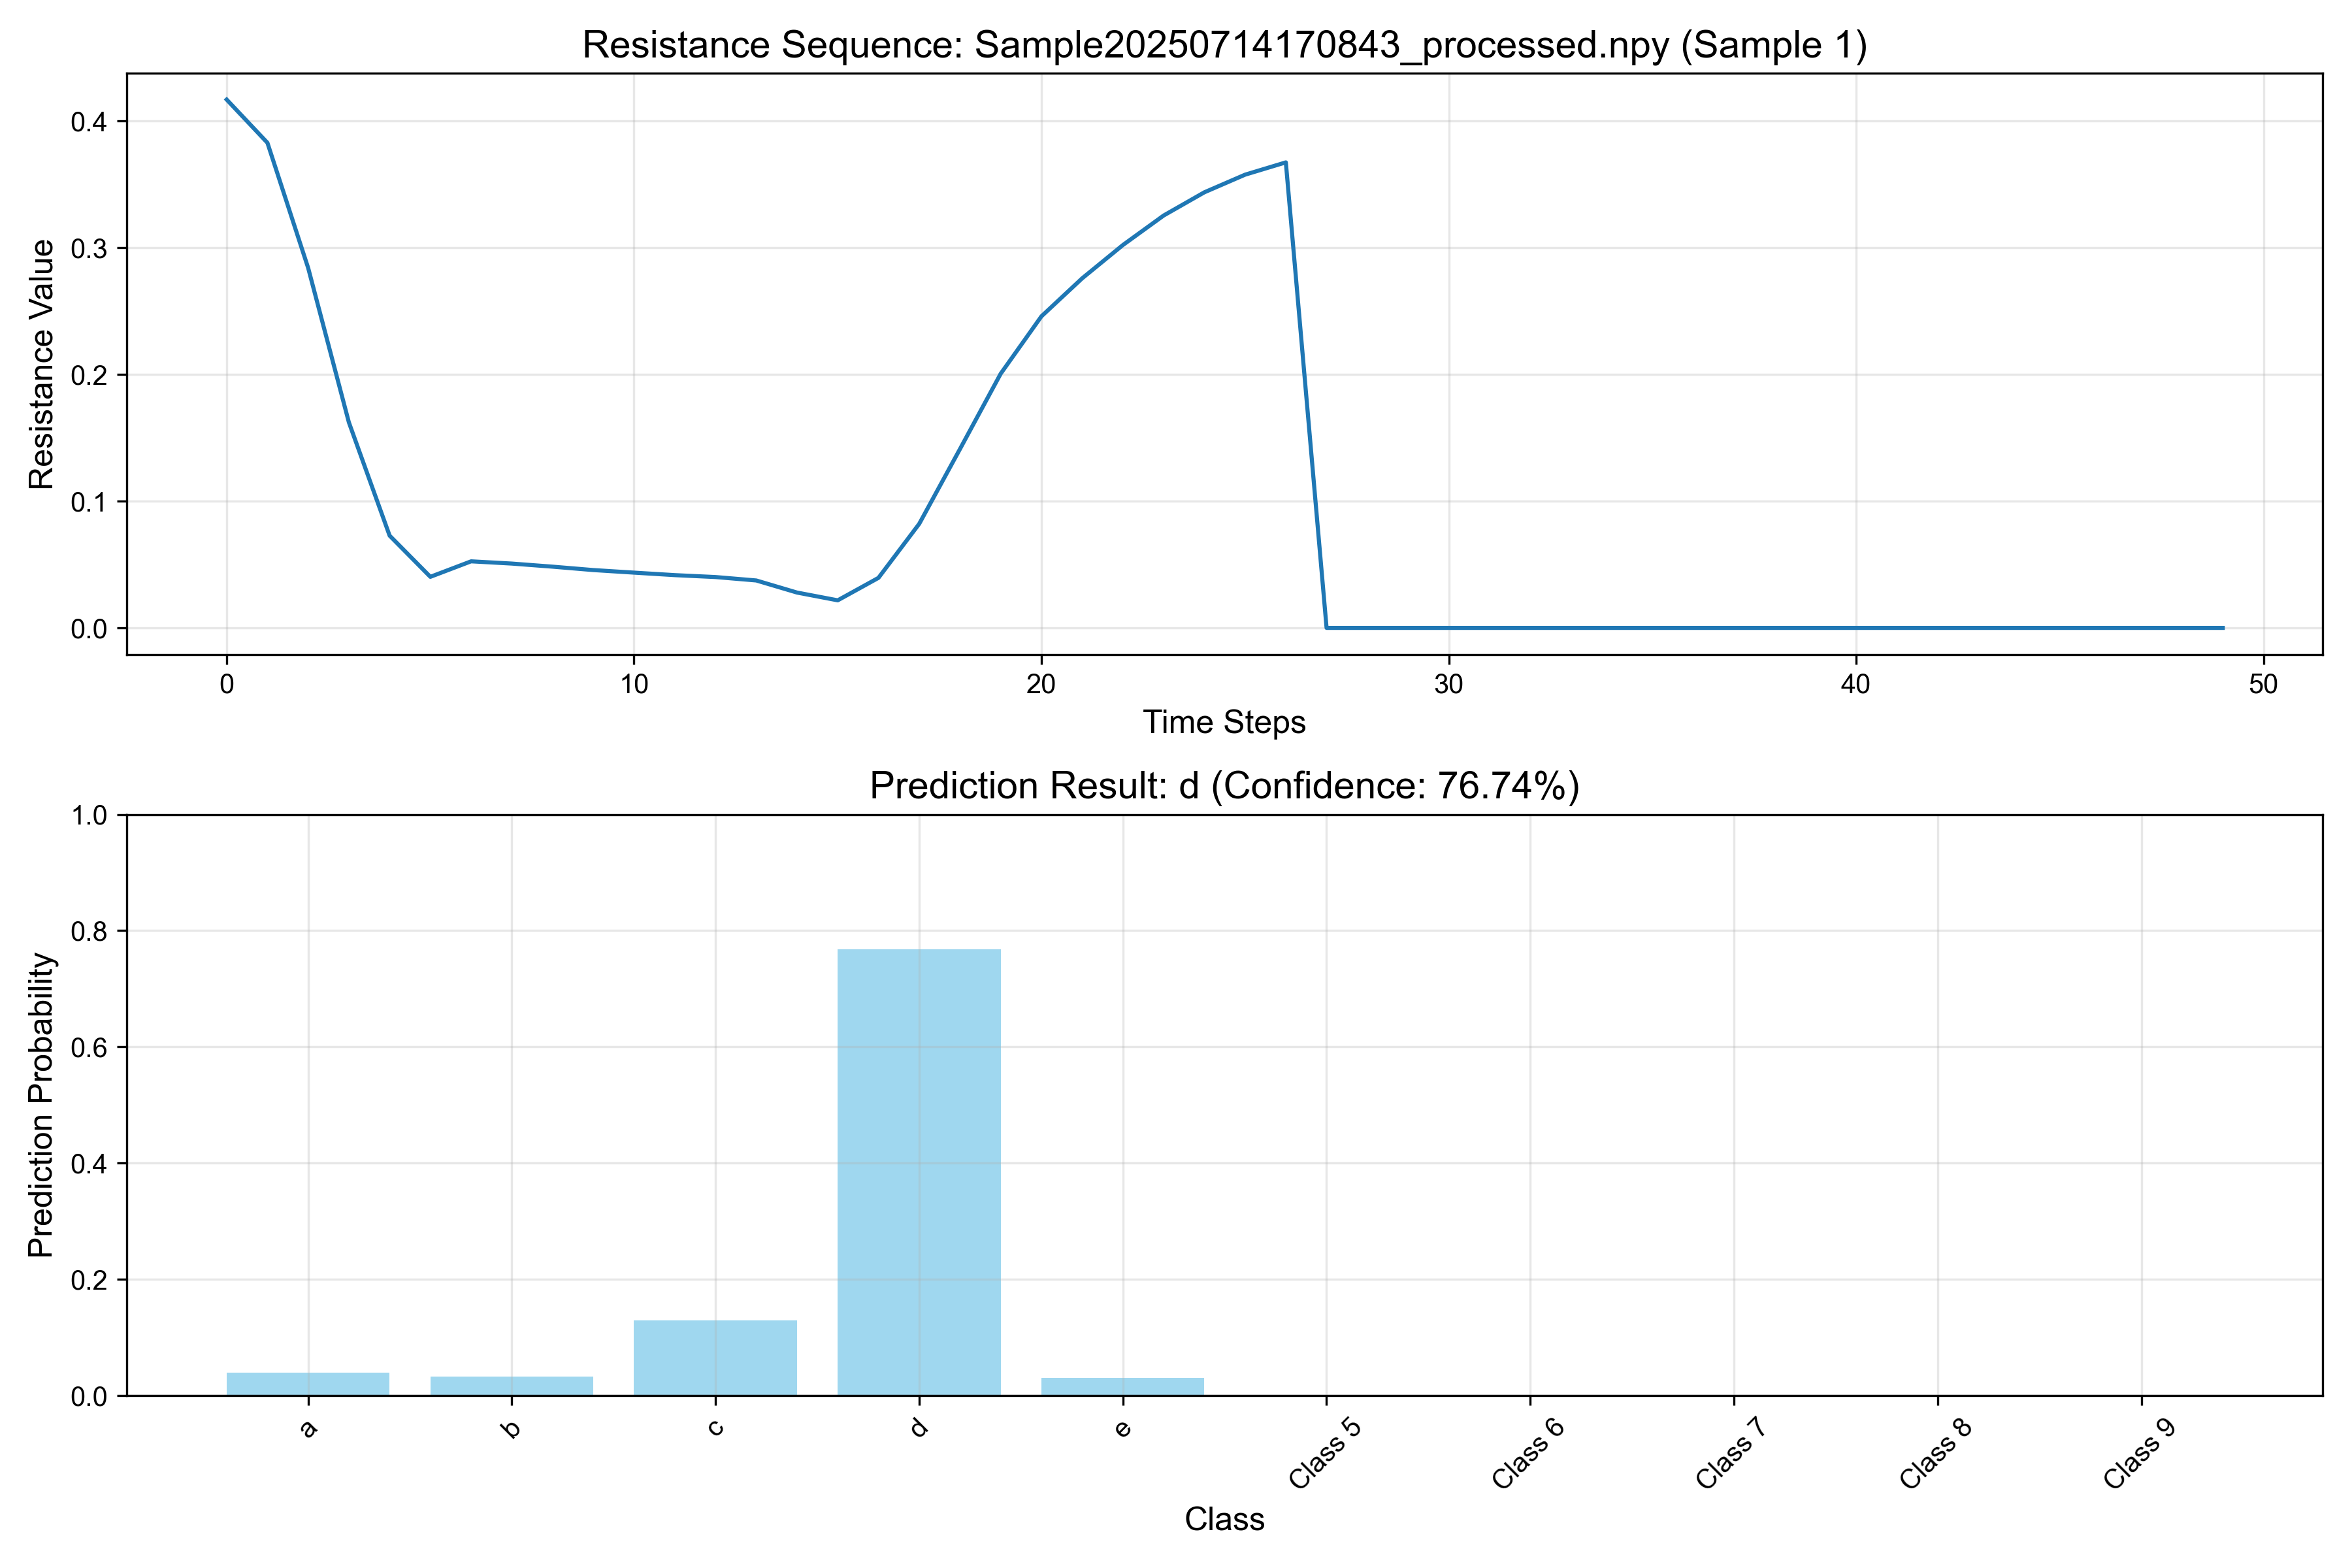 Resistance Sequence: Sample20250714170843_processed.npy (Sample 1)
Resistance Value
0.4
0.3
0.2
0.1
0.0
0 10 20 30 40 50
Time Steps
Prediction Result: d (Confidence: 76.74%)
Prediction Probability
1.0
0.8
0.6
0.4
0.2
0.0
a b c d e Class 5 Class 6 Class 7 Class 8 Class 9
Class